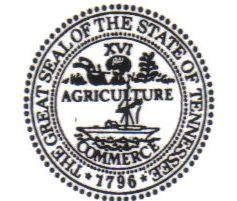 THE GREAT SEAL OF THE STATE OF TENNESSEE
XVI
AGRICULTURE
COMMERCE
1796